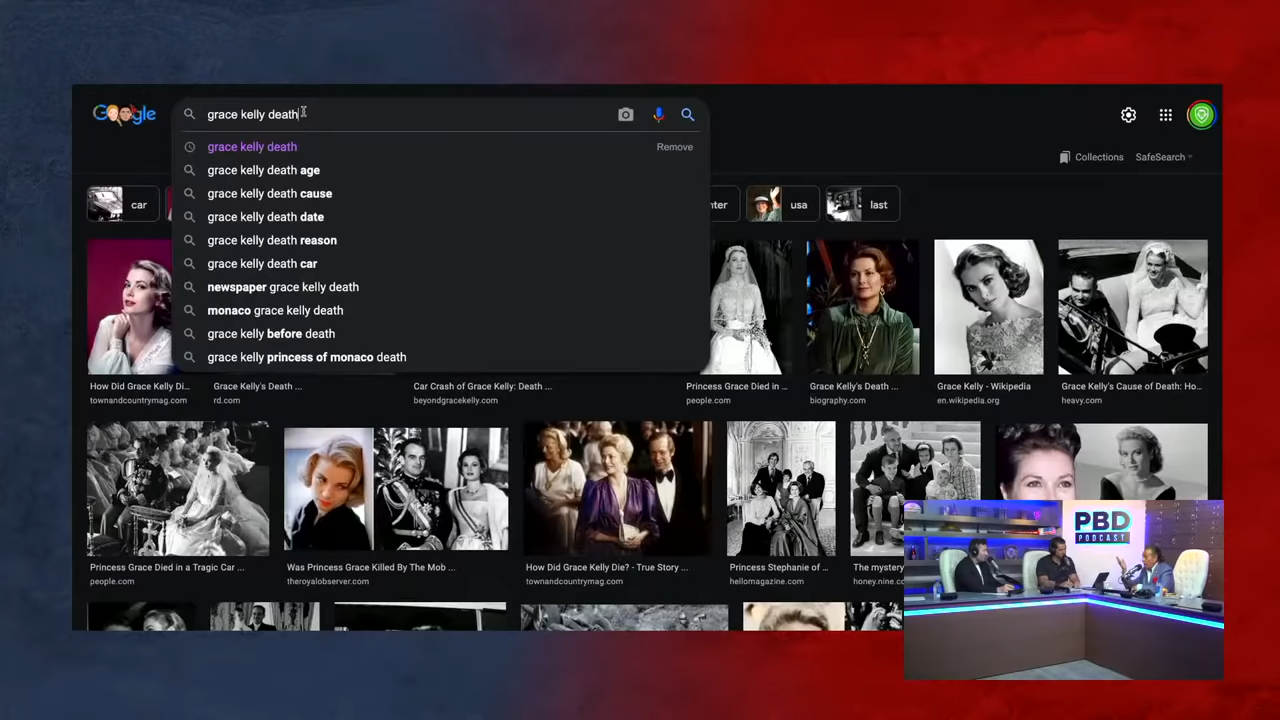 Google
grace kelly death
grace kelly death
Remove
grace kelly death age
grace kelly death cause
grace kelly death date
grace kelly death reason
grace kelly death car
newspaper grace kelly death
monaco grace kelly death
grace kelly before death
grace kelly princess of monaco death
Collections
SafeSearch
car
nter
usa
last
How Did Grace Kelly Di...
townandcountrymag.com
Grace Kelly's Death ...
rd.com
Car Crash of Grace Kelly: Death ...
beyondgracekelly.com
Princess Grace Died in ...
people.com
Grace Kelly's Death ...
biography.com
Grace Kelly - Wikipedia
en.wikipedia.org
Grace Kelly's Cause of Death: Ho...
heavy.com
Princess Grace Died in a Tragic Car ...
people.com
Was Princess Grace Killed By The Mob ...
theroyalobserver.com
How Did Grace Kelly Die? - True Story ...
townandcountrymag.com
Princess Stephanie of ...
hellomagazine.com
The mystery
honey.nine.c
PBD
PODCAST